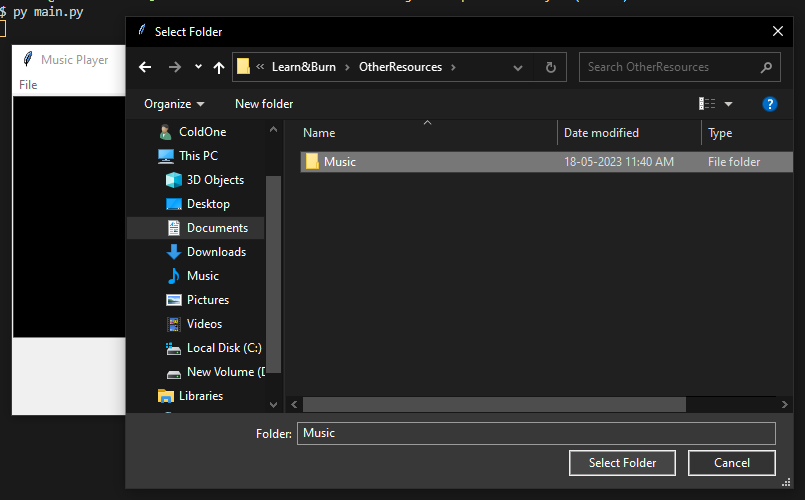 $ py main.py
Music Player
File
Select Folder
« Learn&Burn › OtherResources ›
Search OtherResources
Organize
New folder
ColdOne
This PC
3D Objects
Desktop
Documents
Downloads
Music
Pictures
Videos
Local Disk (C:)
New Volume (D
Libraries
Name Date modified Type
Music 18-05-2023 11:40 AM File folder
Folder: Music
Select Folder Cancel